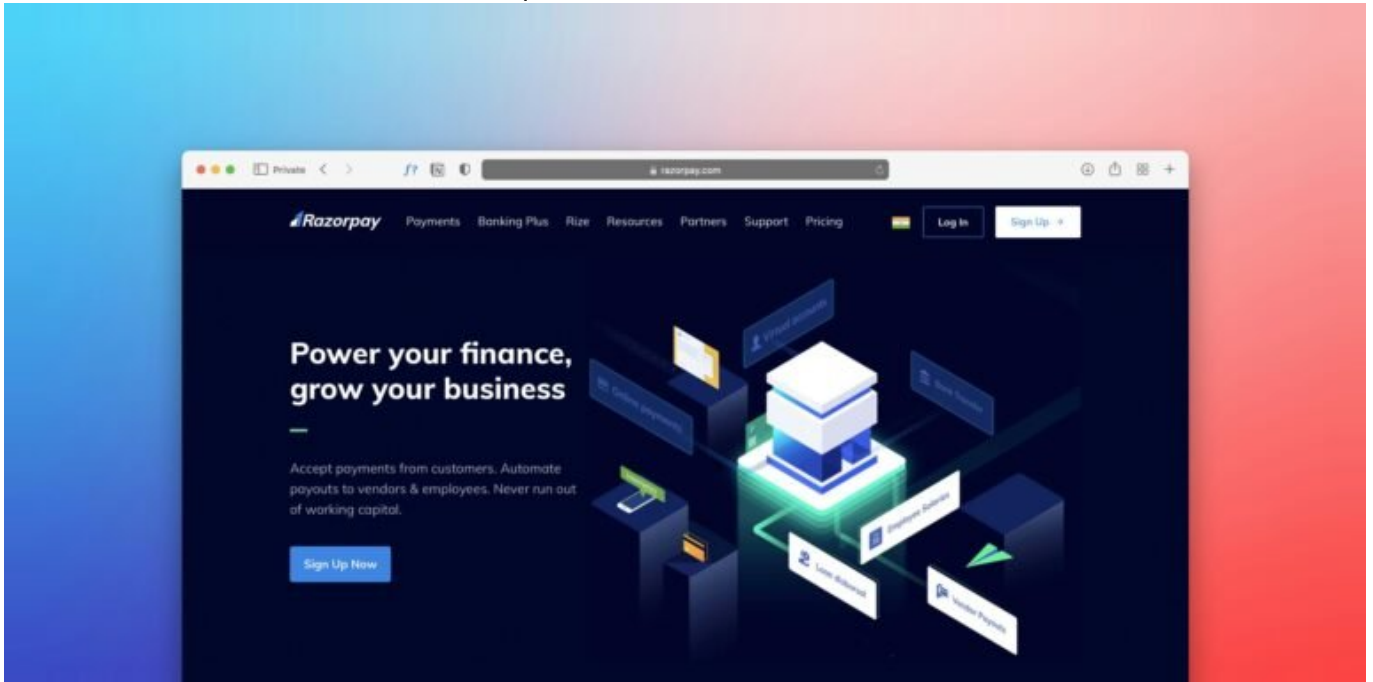 Private
razorpay.com
Razorpay
Payments
Banking Plus
Rize
Resources
Partners
Support
Pricing
Log In
Sign Up
Power your finance,
grow your business
Accept payments from customers. Automate
payouts to vendors & employees. Never run out
of working capital.
Sign Up Now
Virtual accounts
Online payments
Employee Salaries
Loan disbursal
Vendor Payouts